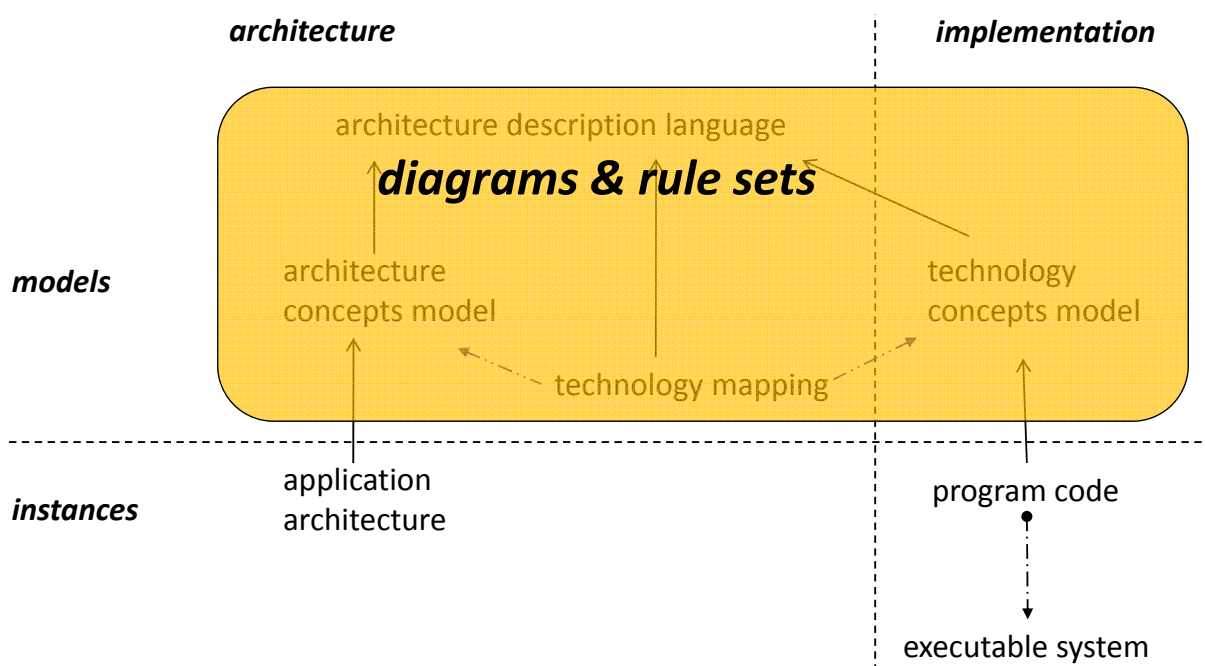 architecture
implementation
architecture description language
diagrams & rule sets
models
architecture
concepts model
technology
concepts model
technology mapping
instances
application
architecture
program code
executable system